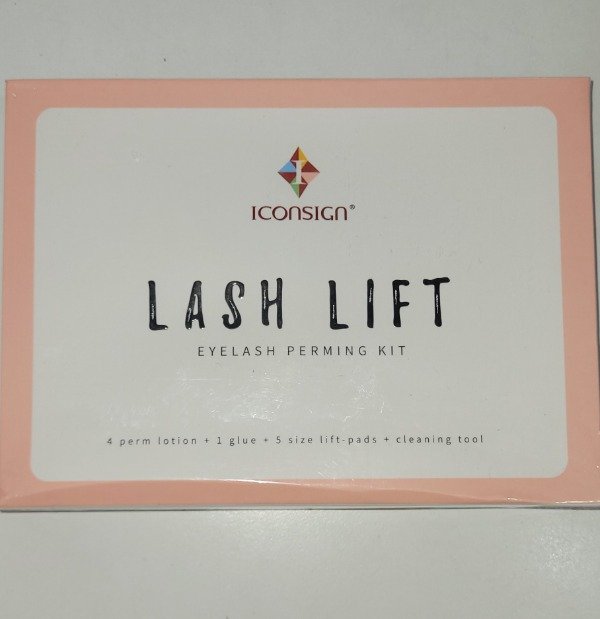 I
ICONSIGN®
LASH LIFT
EYELASH PERMING KIT
4 perm lotion + 1 glue + 5 size lift-pads + cleaning tool